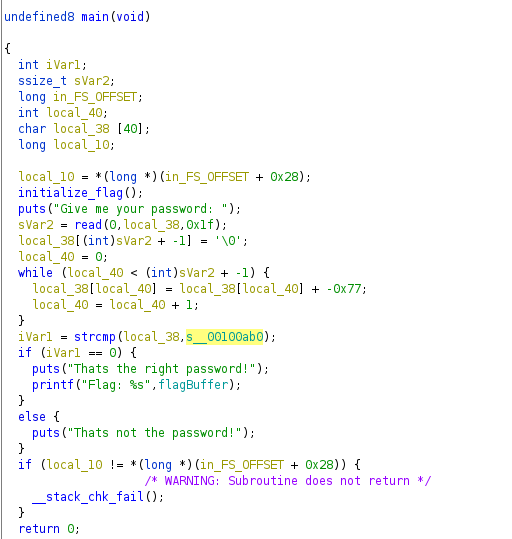 undefined8 main(void)
{
int iVar1;
ssize_t sVar2;
long in_FS_OFFSET;
int local_40;
char local_38 [40];
long local_10;
local_10 = *(long *)(in_FS_OFFSET + 0x28);
initialize_flag();
puts("Give me your password: ");
sVar2 = read(0,local_38,0x1f);
local_38[(int)sVar2 + -1] = '\0';
local_40 = 0;
while (local_40 < (int)sVar2 + -1) {
local_38[local_40] = local_38[local_40] + -0x77;
local_40 = local_40 + 1;
}
iVar1 = strcmp(local_38,s__00100ab0);
if (iVar1 == 0) {
puts("Thats the right password!");
printf("Flag: %s",flagBuffer);
}
else {
puts("Thats not the password!");
}
if (local_10 != *(long *)(in_FS_OFFSET + 0x28)) {
/* WARNING: Subroutine does not return */
__stack_chk_fail();
}
return 0;